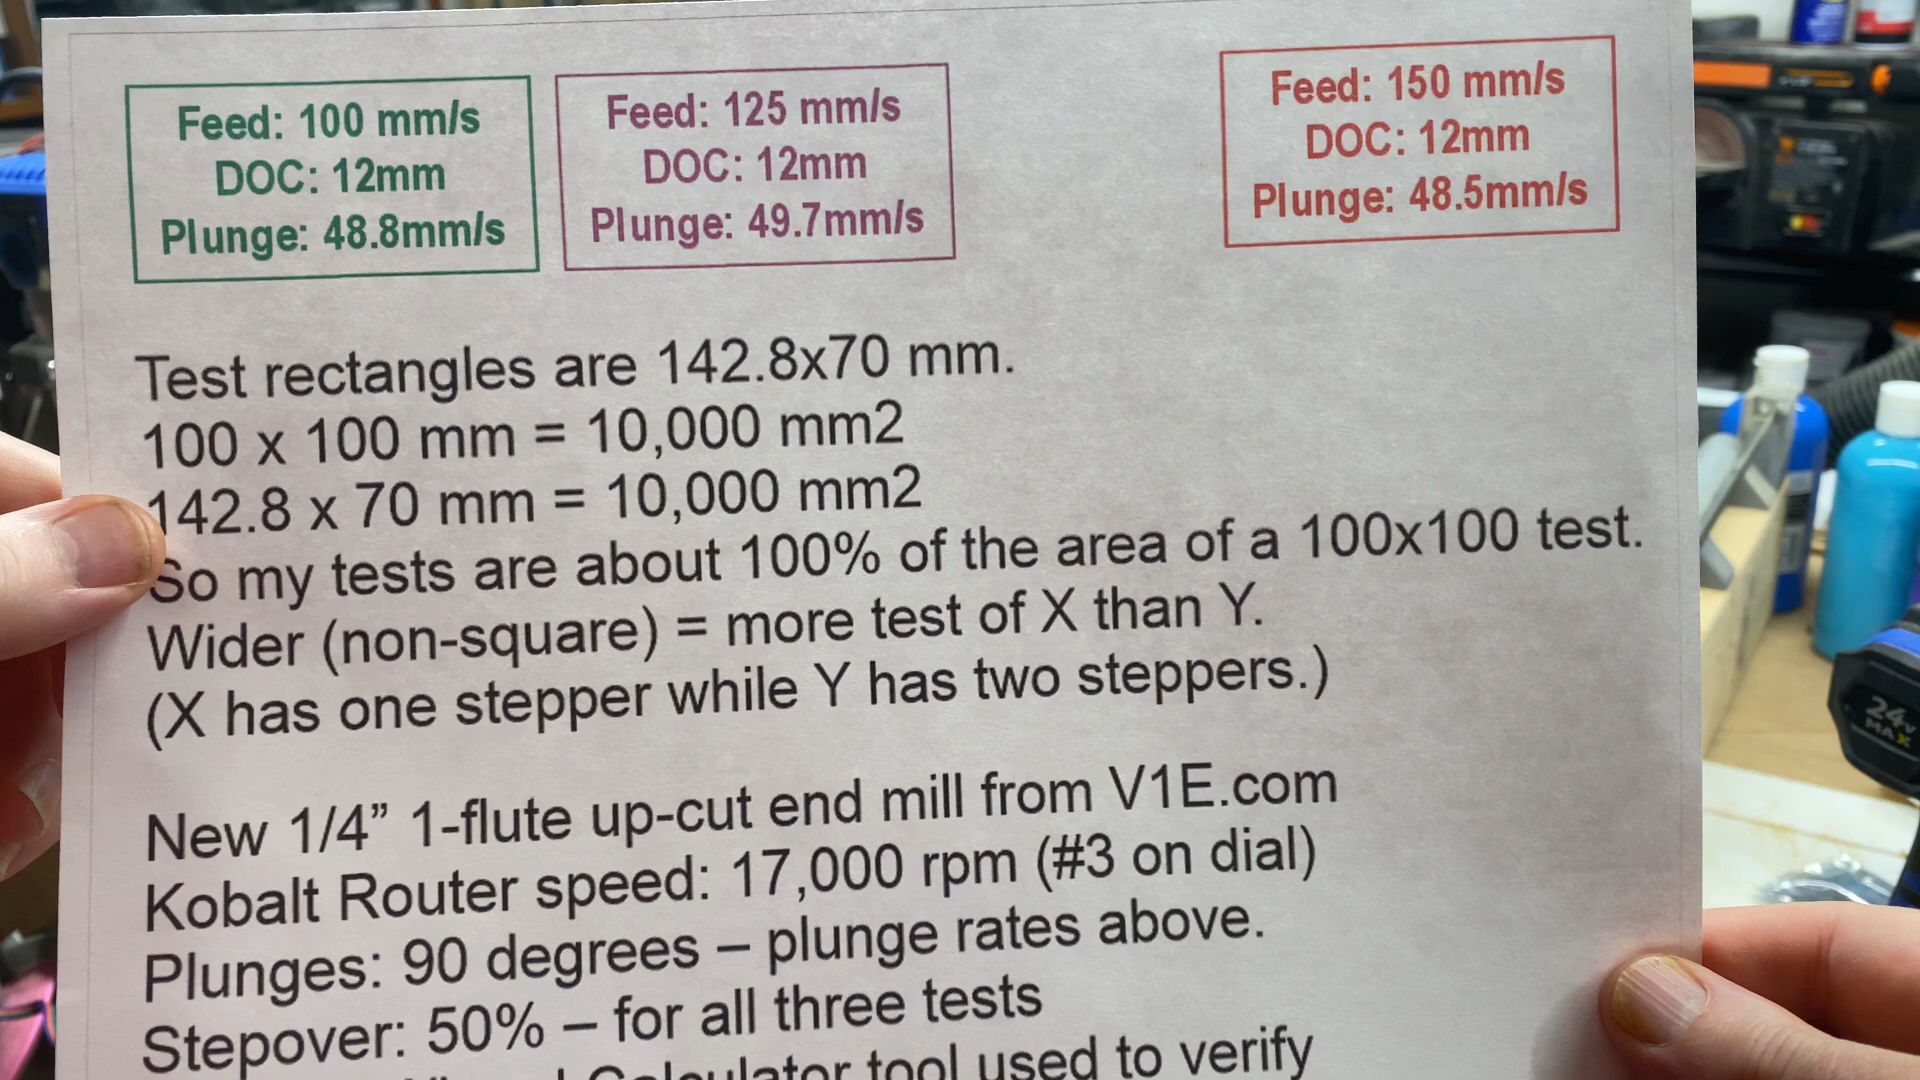 Feed: 100 mm/s
DOC: 12mm
Plunge: 48.8mm/s
Feed: 125 mm/s
DOC: 12mm
Plunge: 49.7mm/s
Feed: 150 mm/s
DOC: 12mm
Plunge: 48.5mm/s
Test rectangles are 142.8x70 mm.
100 x 100 mm = 10,000 mm2
142.8 x 70 mm = 10,000 mm2
So my tests are about 100% of the area of a 100x100 test.
Wider (non-square) = more test of X than Y.
(X has one stepper while Y has two steppers.)
New 1/4” 1-flute up-cut end mill from V1E.com
Kobalt Router speed: 17,000 rpm (#3 on dial)
Plunges: 90 degrees – plunge rates above.
Stepover: 50% – for all three tests
Calculator tool used to verify
24v
MAX